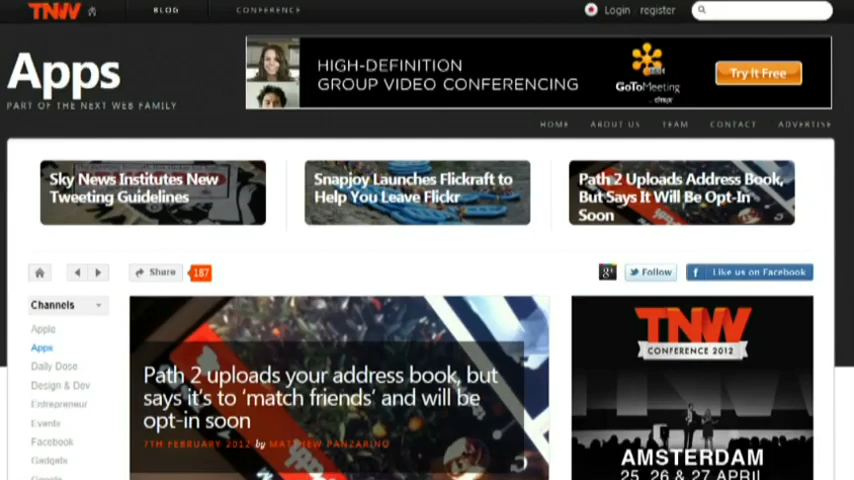 TNW
BLOG
CONFERENCE
Login
register
Apps
PART OF THE NEXT WEB FAMILY
HIGH-DEFINITION
GROUP VIDEO CONFERENCING
GoToMeeting
Try It Free
HOME
ABOUT US
TEAM
CONTACT
ADVERTISE
Sky News Institutes New
Tweeting Guidelines
Snapjoy Launches Flickraft to
Help You Leave Flickr
Path 2 Uploads Address Book,
But Says It Will Be Opt-In
Soon
Share
187
Follow
Like us on Facebook
Channels
Apple
Apps
Daily Dose
Design & Dev
Entrepreneur
Events
Facebook
Gadgets
Path 2 uploads your address book, but
says it's to 'match friends' and will be
opt-in soon
7TH FEBRUARY 2012 by MATTHEW PANZARINO
TNW
CONFERENCE 2012
AMSTERDAM
25, 26 & 27 APRIL